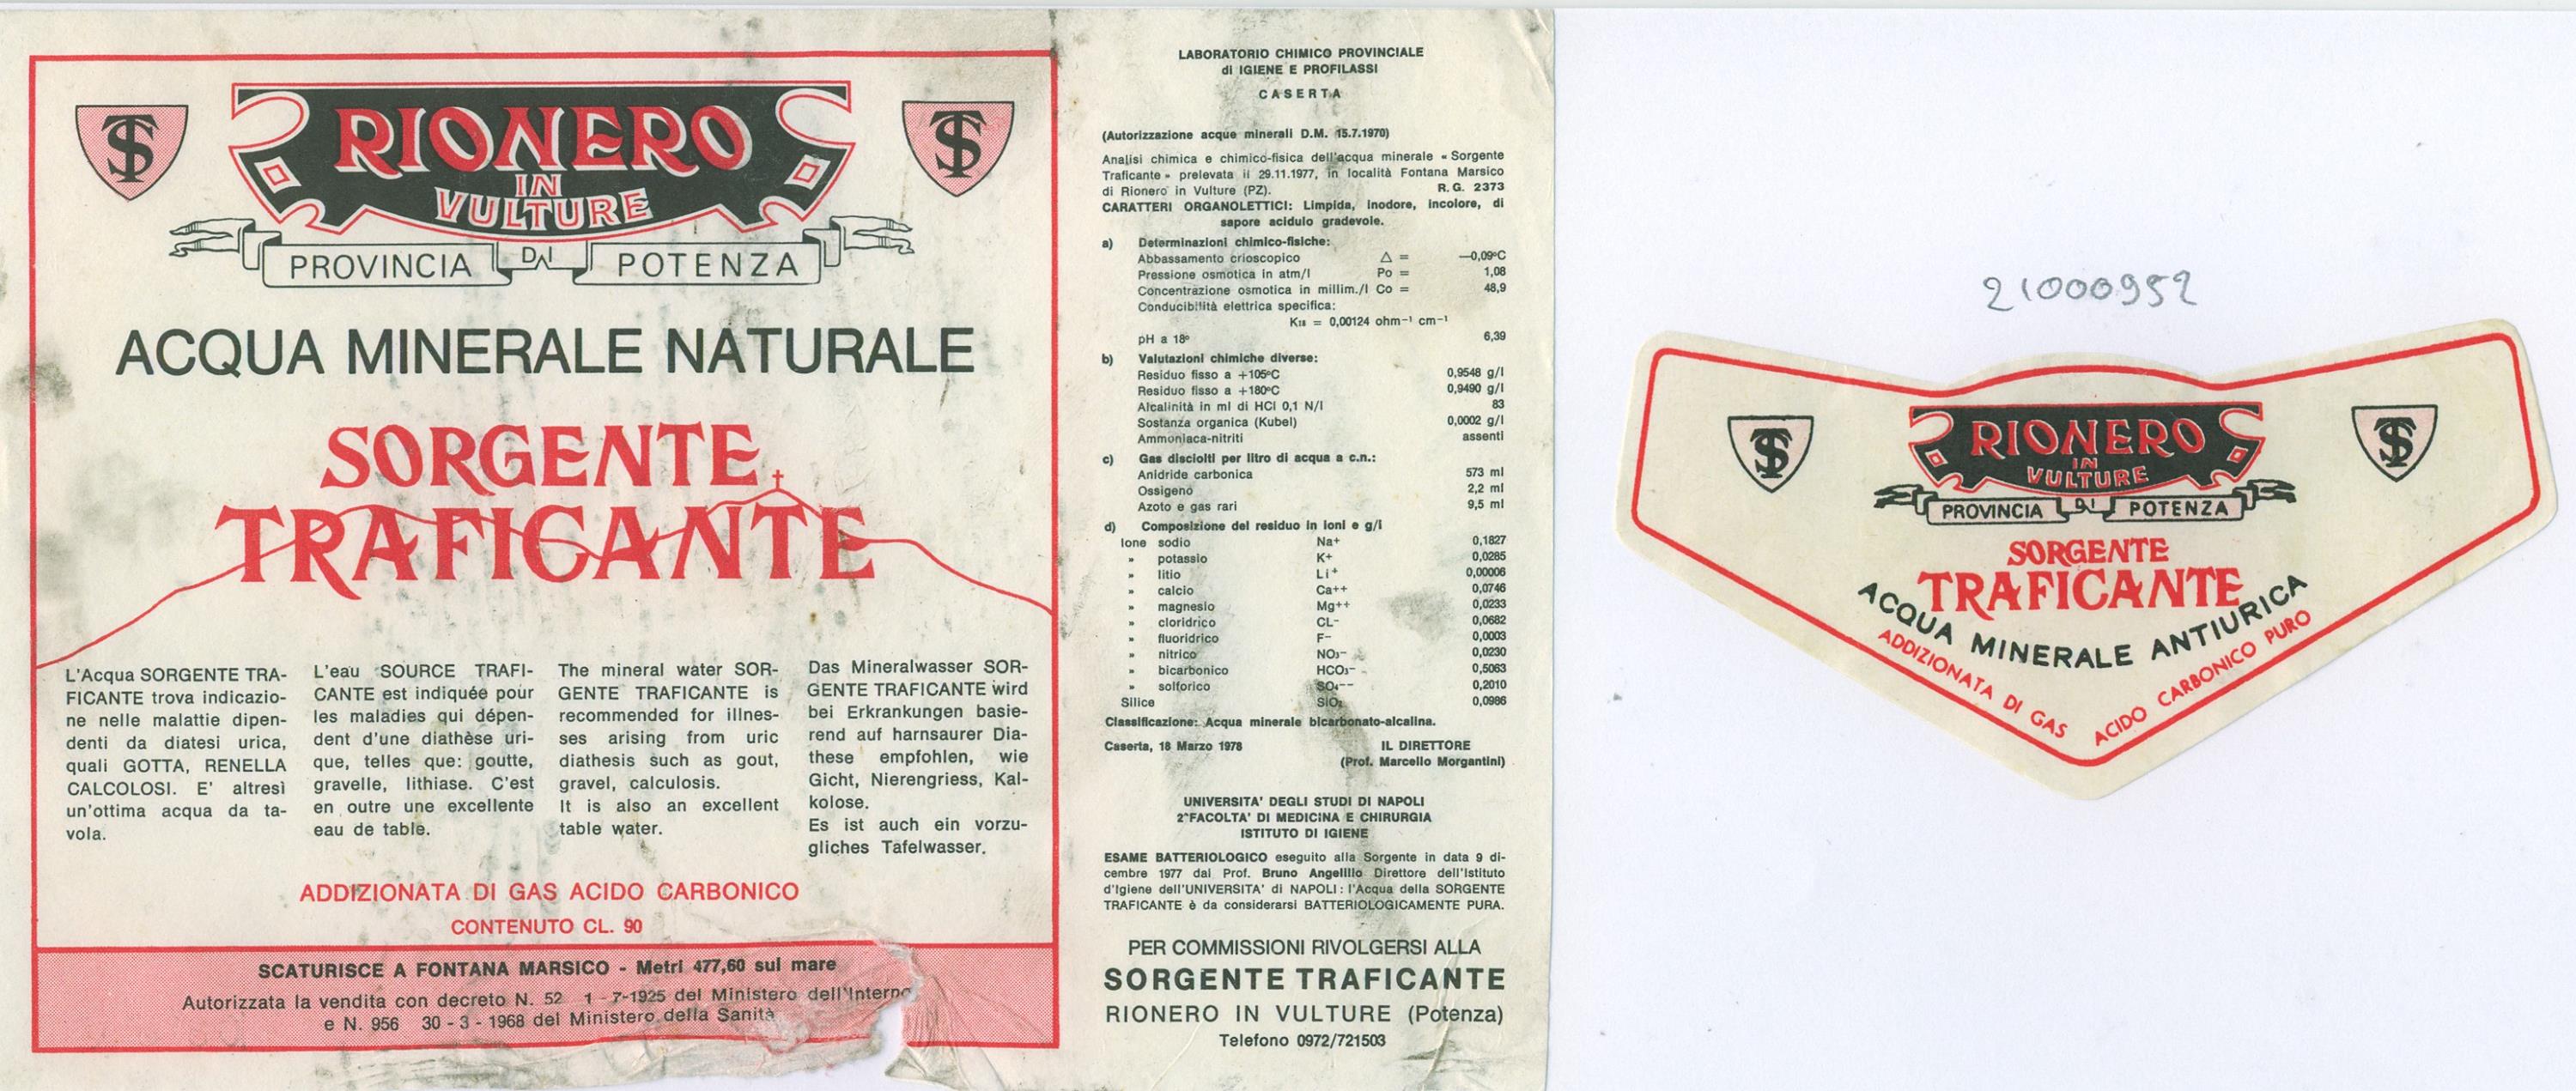 TS
RIONERO
IN
VULTURE
TS
PROVINCIA DI POTENZA
ACQUA MINERALE NATURALE
SORGENTE
TRAFICANTE
L'Acqua SORGENTE TRA-
FICANTE trova indicazio-
ne nelle malattie dipen-
denti da diatesi urica,
quali GOTTA, RENELLA
CALCOLOSI. E' altresì
un'ottima acqua da ta-
vola.
L'eau SOURCE TRAFI-
CANTE est indiquée pour
les maladies qui dépen-
dent d'une diathèse uri-
que, telles que: goutte,
gravelle, lithiase. C'est
en outre une excellente
eau de table.
The mineral water SOR-
GENTE TRAFICANTE is
recommended for illnes-
ses arising from uric
diathesis such as gout,
gravel, calculosis.
It is also an excellent
table water.
Das Mineralwasser SOR-
GENTE TRAFICANTE wird
bei Erkrankungen basie-
rend auf harnsaurer Dia-
these empfohlen, wie
Gicht, Nierengriess, Kal-
kolose.
Es ist auch ein vorzu-
gliches Tafelwasser.
ADDIZIONATA DI GAS ACIDO CARBONICO
CONTENUTO CL. 90
SCATURISCE A FONTANA MARSICO - Metri 477,60 sul mare
Autorizzata la vendita con decreto N. 52 1-7-1925 del Ministero dell'Interno
e N. 956 30-3-1968 del Ministero della Sanità
LABORATORIO CHIMICO PROVINCIALE
di IGIENE E PROFILASSI
CASERTA
(Autorizzazione acque minerali D.M. 15.7.1970)
Analisi chimica e chimico-fisica dell'acqua minerale « Sorgente
Traficante » prelevata il 29.11.1977, in località Fontana Marsico
di Rionero in Vulture (PZ). R.G. 2373
CARATTERI ORGANOLETTICI: Limpida, inodore, incolore, di
sapore acidulo gradevole.
a) Determinazioni chimico-fisiche:
Abbassamento crioscopico △ = —0,09°C
Pressione osmotica in atm/l Po = 1,08
Concentrazione osmotica in millim./l Co = 48,9
Conducibilità elettrica specifica:
K₁₈ = 0,00124 ohm⁻¹ cm⁻¹
pH a 18° 6,39
b) Valutazioni chimiche diverse:
Residuo fisso a +105°C 0,9548 g/l
Residuo fisso a +180°C 0,9490 g/l
Alcalinità in ml di HCl 0,1 N/l 83
Sostanza organica (Kubel) 0,0002 g/l
Ammoniaca-nitriti assenti
c) Gas disciolti per litro di acqua a c.n.:
Anidride carbonica 573 ml
Ossigeno 2,2 ml
Azoto e gas rari 9,5 ml
d) Composizione del residuo in ioni e g/l
Ione sodio Na+ 0,1827
» potassio K+ 0,0285
» litio Li+ 0,00006
» calcio Ca++ 0,0746
» magnesio Mg++ 0,0233
» cloridrico CL- 0,0682
» fluoridrico F- 0,0003
» nitrico NO₃- 0,0230
» bicarbonico HCO₃- 0,5063
» solforico SO₄-- 0,2010
Silice SiO₂ 0,0986
Classificazione: Acqua minerale bicarbonato-alcalina.
Caserta, 18 Marzo 1978 IL DIRETTORE
(Prof. Marcello Morgantini)
UNIVERSITA' DEGLI STUDI DI NAPOLI
2ªFACOLTA' DI MEDICINA E CHIRURGIA
ISTITUTO DI IGIENE
ESAME BATTERIOLOGICO eseguito alla Sorgente in data 9 di-
cembre 1977 dal Prof. Bruno Angelillo Direttore dell'Istituto
d'Igiene dell'UNIVERSITA' di NAPOLI: l'Acqua della SORGENTE
TRAFICANTE è da considerarsi BATTERIOLOGICAMENTE PURA.
PER COMMISSIONI RIVOLGERSI ALLA
SORGENTE TRAFICANTE
RIONERO IN VULTURE (Potenza)
Telefono 0972/721503
21000952
TS
RIONERO
IN
VULTURE
TS
PROVINCIA DI POTENZA
SORGENTE
TRAFICANTE
ACQUA MINERALE ANTIURICA
ADDIZIONATA DI GAS ACIDO CARBONICO PURO